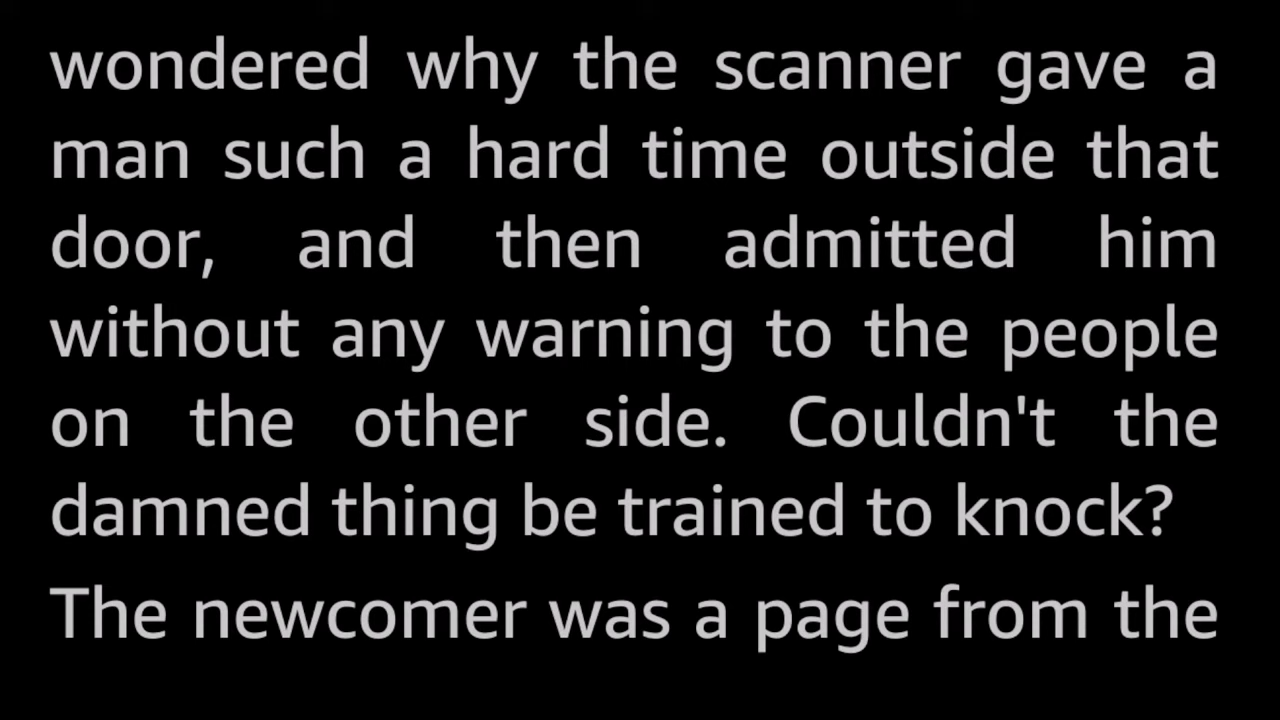 wondered why the scanner gave a
man such a hard time outside that
door, and then admitted him
without any warning to the people
on the other side. Couldn't the
damned thing be trained to knock?
The newcomer was a page from the